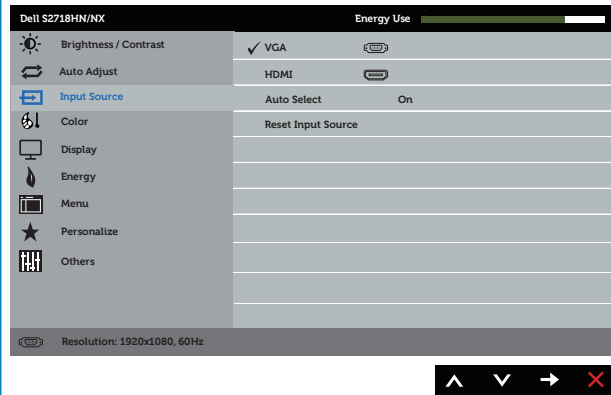 Dell S2718HN/NX Energy Use
Brightness / Contrast
Auto Adjust
Input Source
Color
Display
Energy
Menu
Personalize
Others
VGA
HDMI
Auto Select On
Reset Input Source
Resolution: 1920x1080, 60Hz